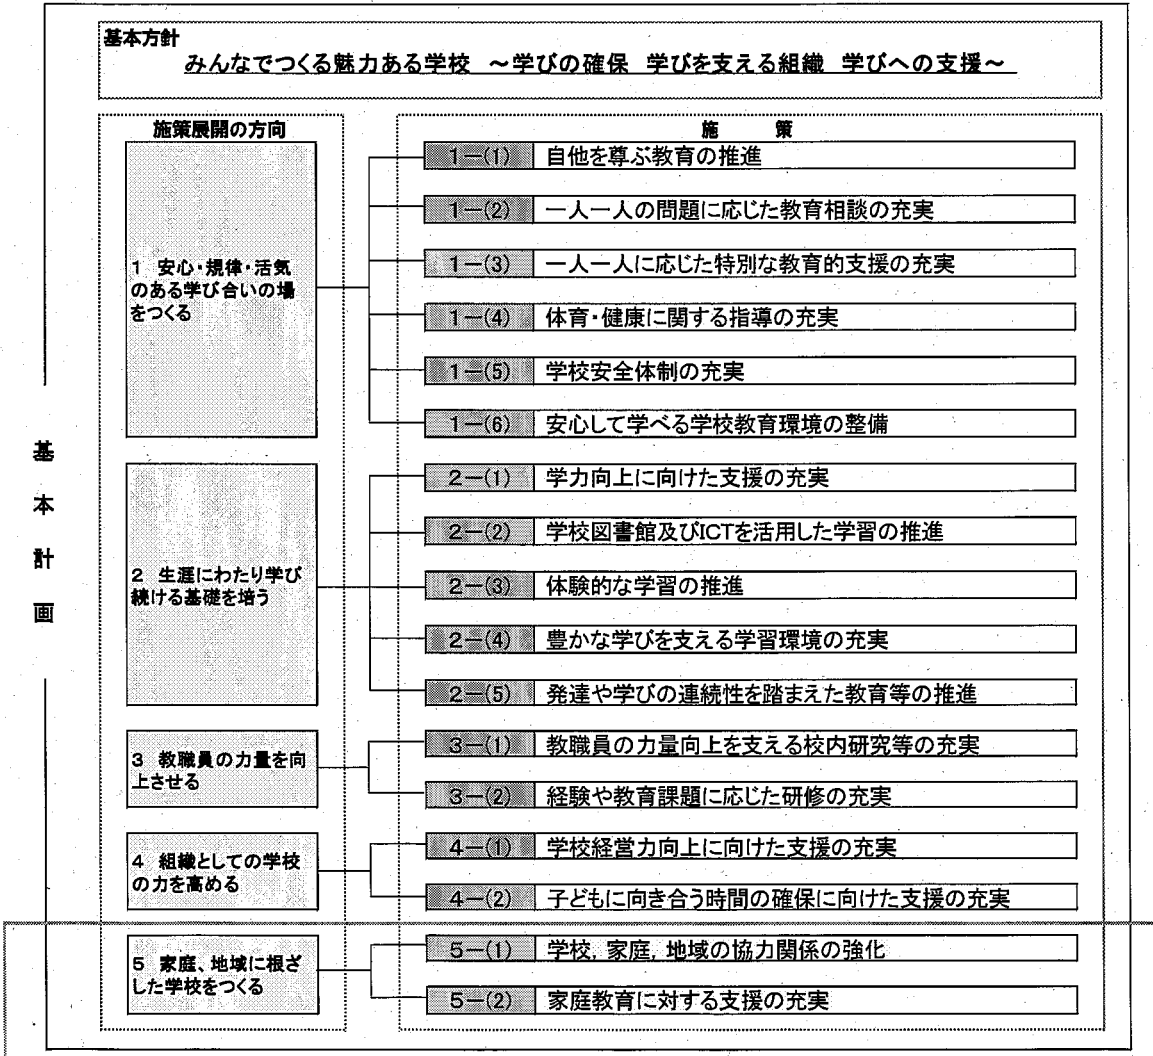 基本方針
みんなでつくる魅力ある学校 ～学びの確保 学びを支える組織 学びへの支援～
基本計画
施策展開の方向
施 策
1 安心・規律・活気
のある学び合いの場
をつくる
1－(1) 自他を尊ぶ教育の推進
1－(2) 一人一人の問題に応じた教育相談の充実
1－(3) 一人一人に応じた特別な教育的支援の充実
1－(4) 体育・健康に関する指導の充実
1－(5) 学校安全体制の充実
1－(6) 安心して学べる学校教育環境の整備
2 生涯にわたり学び
続ける基礎を培う
2－(1) 学力向上に向けた支援の充実
2－(2) 学校図書館及びICTを活用した学習の推進
2－(3) 体験的な学習の推進
2－(4) 豊かな学びを支える学習環境の充実
2－(5) 発達や学びの連続性を踏まえた教育等の推進
3 教職員の力量を向
上させる
3－(1) 教職員の力量向上を支える校内研究等の充実
3－(2) 経験や教育課題に応じた研修の充実
4 組織としての学校
の力を高める
4－(1) 学校経営力向上に向けた支援の充実
4－(2) 子どもに向き合う時間の確保に向けた支援の充実
5 家庭、地域に根ざ
した学校をつくる
5－(1) 学校，家庭，地域の協力関係の強化
5－(2) 家庭教育に対する支援の充実